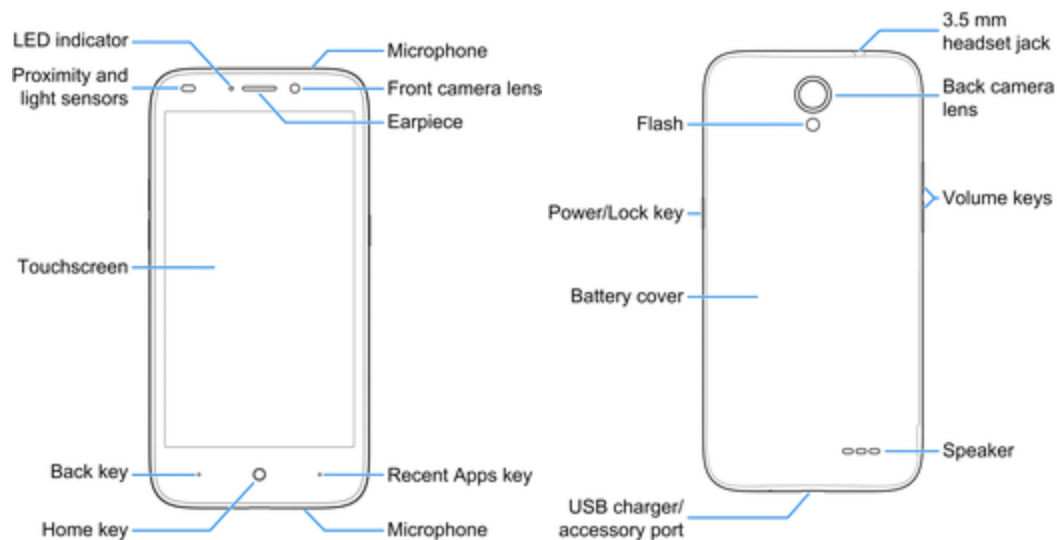 LED indicator
Proximity and
light sensors
Touchscreen
Back key
Home key
Microphone
Front camera lens
Earpiece
Recent Apps key
Microphone
Flash
Power/Lock key
Battery cover
USB charger/
accessory port
3.5 mm
headset jack
Back camera
lens
Volume keys
Speaker